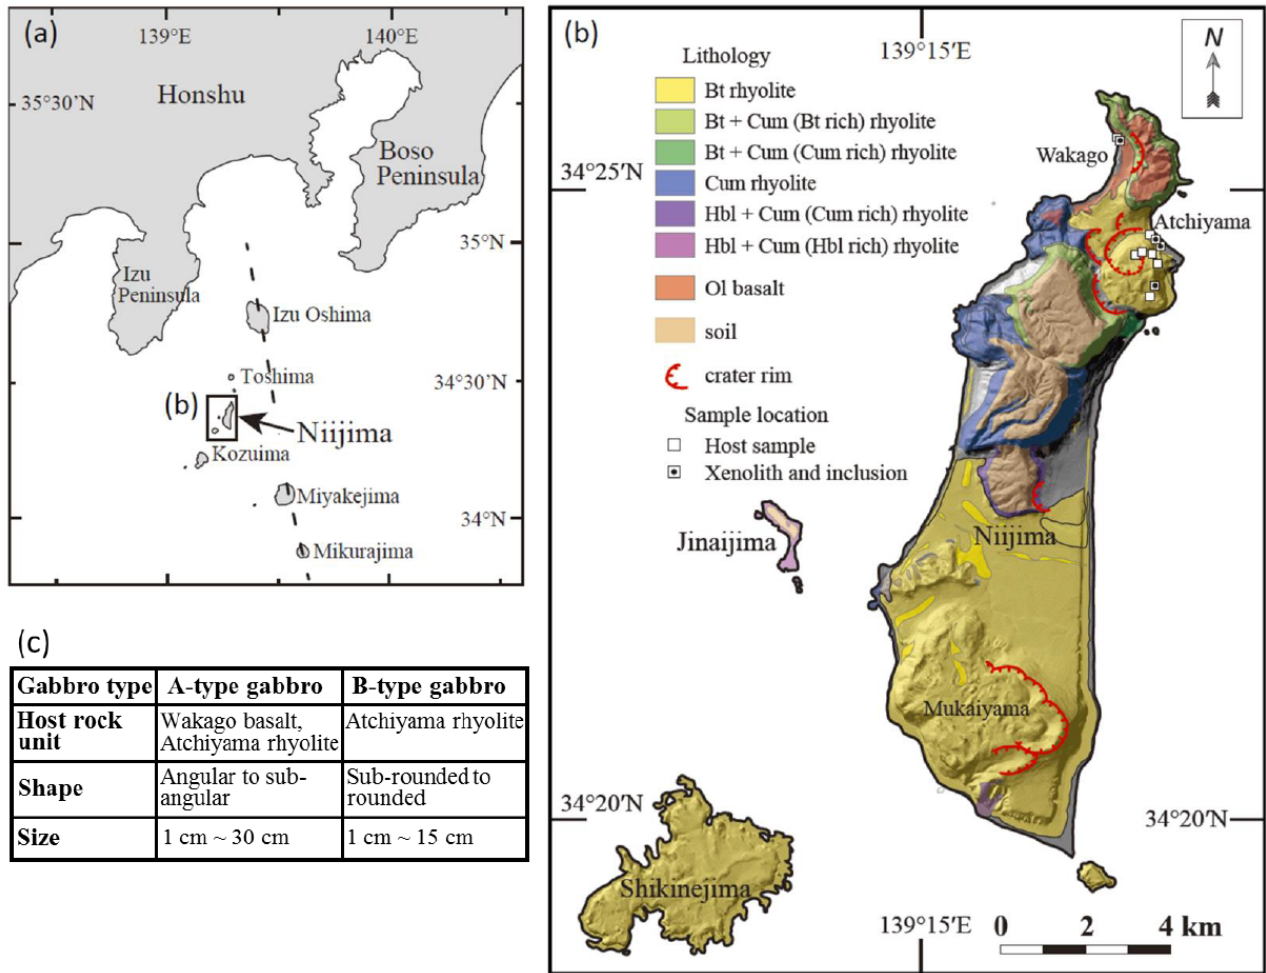 (a)
139°E
140°E
35°30'N
Honshu
Boso
Peninsula
35°N
Izu
Peninsula
Izu Oshima
Toshima
34°30'N
(b)
Niijima
Kozuima
Miyakejima
34°N
Mikurajima
(b)
139°15'E
N
Lithology
Bt rhyolite
Bt + Cum (Bt rich) rhyolite
Bt + Cum (Cum rich) rhyolite
Cum rhyolite
Hbl + Cum (Cum rich) rhyolite
Hbl + Cum (Hbl rich) rhyolite
Ol basalt
soil
crater rim
Sample location
Host sample
Xenolith and inclusion
34°25'N
Wakago
Atchiyama
Jinaijima
Niijima
Mukaiyama
34°20'N
34°20'N
Shikinejima
139°15'E
0 2 4 km
(c)
Gabbro type A-type gabbro B-type gabbro
Host rock unit Wakago basalt, Atchiyama rhyolite Atchiyama rhyolite
Shape Angular to sub-angular Sub-rounded to rounded
Size 1 cm ~ 30 cm 1 cm ~ 15 cm